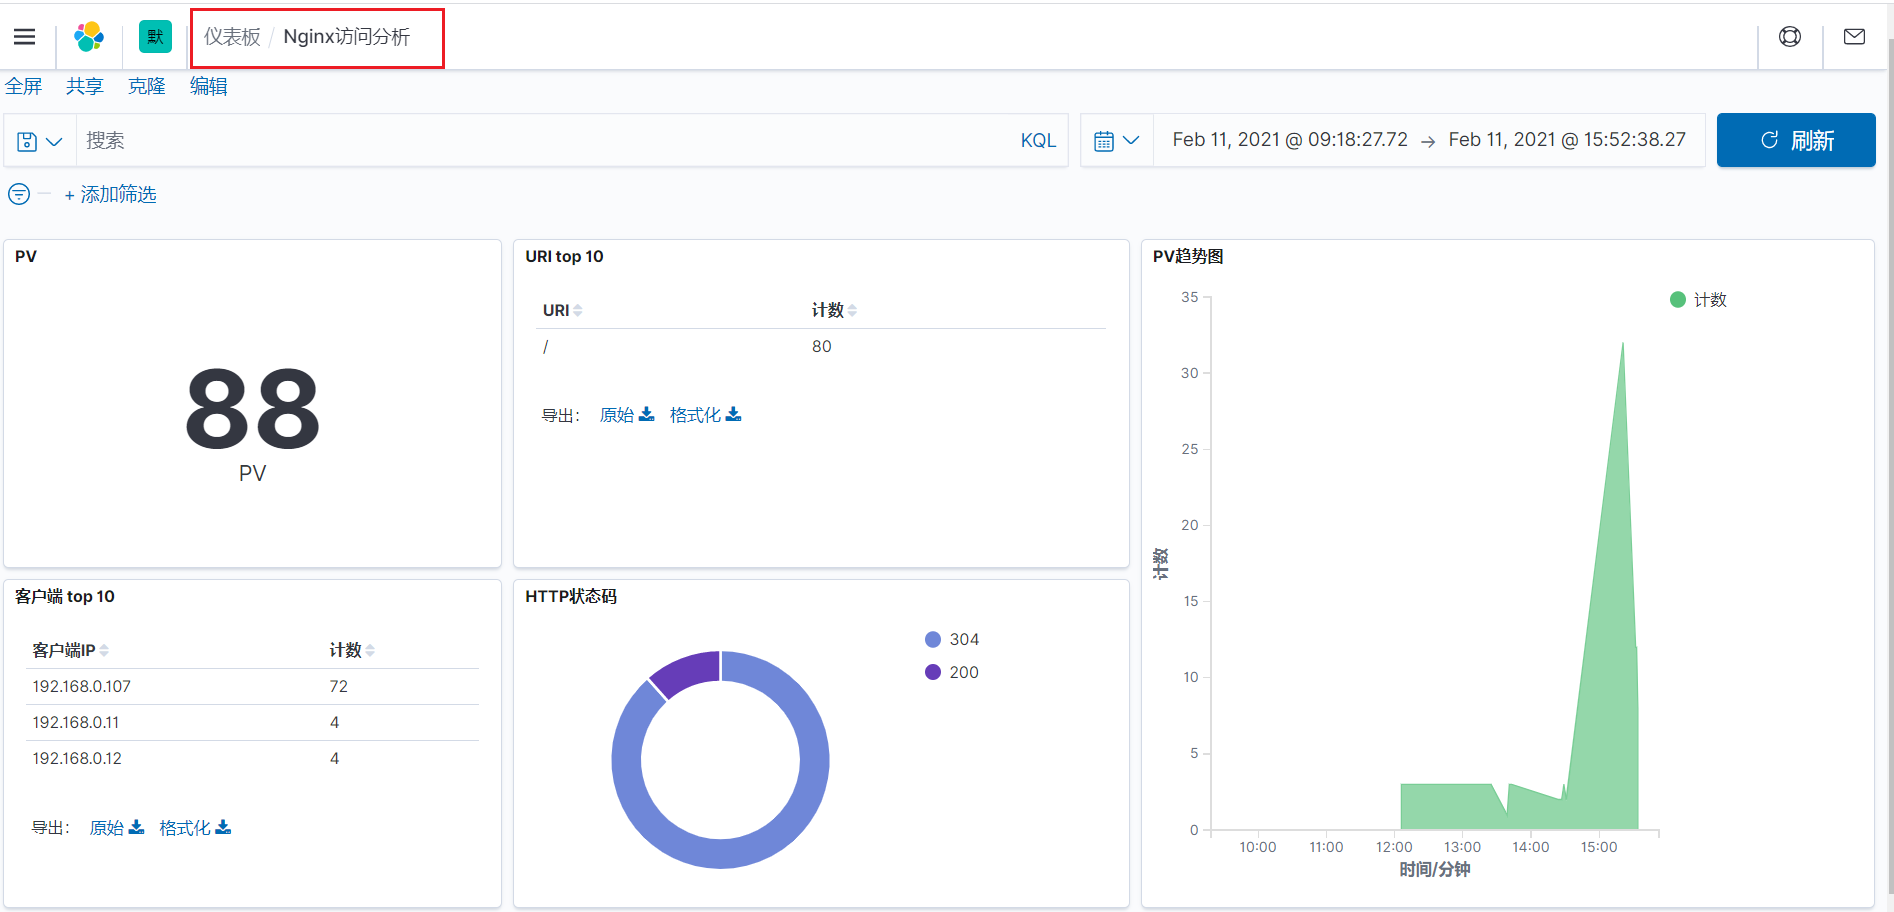 默 仪表板 / Nginx访问分析
全屏 共享 克隆 编辑
搜索 KQL Feb 11, 2021 @ 09:18:27.72 → Feb 11, 2021 @ 15:52:38.27 刷新
+ 添加筛选
PV
88
PV
URI top 10
URI 计数
/ 80
导出: 原始 格式化
PV趋势图
计数
35
30
25
20
15
10
5
0
计数
10:00 11:00 12:00 13:00 14:00 15:00
时间/分钟
客户端 top 10
客户端IP 计数
192.168.0.107 72
192.168.0.11 4
192.168.0.12 4
导出: 原始 格式化
HTTP状态码
304
200